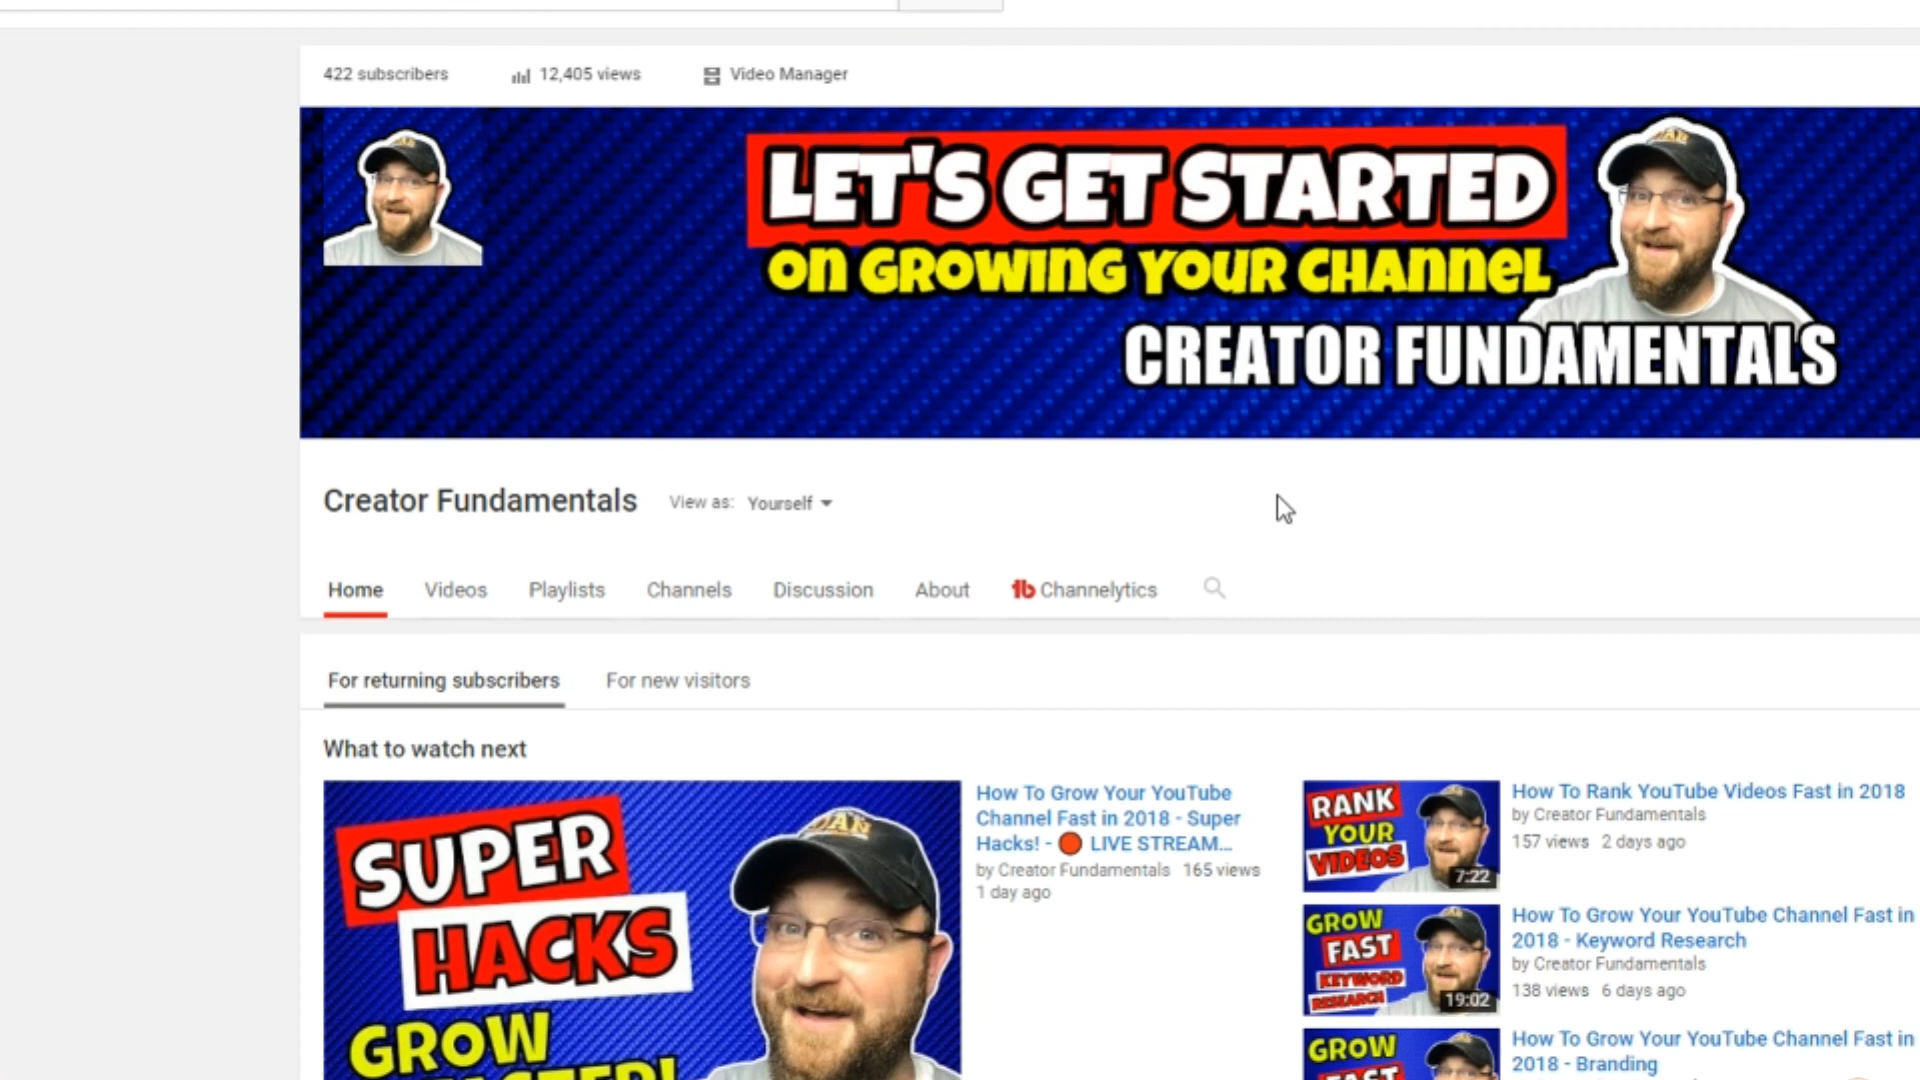 422 subscribers 12,405 views Video Manager
LET'S GET STARTED
on GROWING YOUR CHANNEL
CREATOR FUNDAMENTALS
Creator Fundamentals View as: Yourself
Home Videos Playlists Channels Discussion About tb Channelytics
For returning subscribers For new visitors
What to watch next
SUPER
HACKS
GROW
FASTER!
How To Grow Your YouTube
Channel Fast in 2018 - Super
Hacks! - 🔴 LIVE STREAM...
by Creator Fundamentals 165 views
1 day ago
RANK
YOUR
VIDEOS
7:22
How To Rank YouTube Videos Fast in 2018
by Creator Fundamentals
157 views 2 days ago
GROW
FAST
KEYWORD
RESEARCH
19:02
How To Grow Your YouTube Channel Fast in
2018 - Keyword Research
by Creator Fundamentals
138 views 6 days ago
GROW
FAST
How To Grow Your YouTube Channel Fast in
2018 - Branding